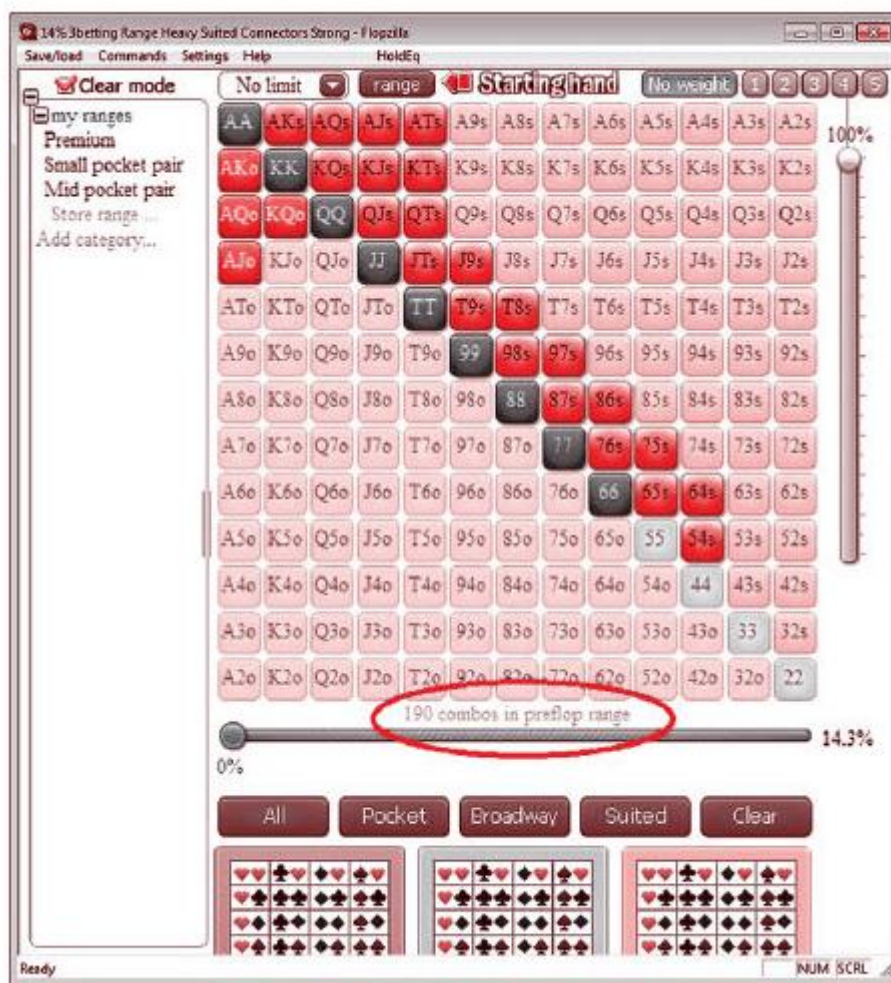 14% 3betting Range Heavy Suited Connectors Strong - Flopzilla
Save/load Commands Settings Help HoldEq
Clear mode
No limit range Starting hand No weight 1 2 3 4 5
my ranges
Premium
Small pocket pair
Mid pocket pair
Store range ...
Add category...
100%
AA AKs AQs AJs ATs A9s A8s A7s A6s A5s A4s A3s A2s
AKo KK KQs KJs KTs K9s K8s K7s K6s K5s K4s K3s K2s
AQo KQo QQ QJs QTs Q9s Q8s Q7s Q6s Q5s Q4s Q3s Q2s
AJo KJo QJo JJ JTs J9s J8s J7s J6s J5s J4s J3s J2s
ATo KTo QTo JTo TT T9s T8s T7s T6s T5s T4s T3s T2s
A9o K9o Q9o J9o T9o 99 98s 97s 96s 95s 94s 93s 92s
A8o K8o Q8o J8o T8o 98o 88 87s 86s 85s 84s 83s 82s
A7o K7o Q7o J7o T7o 97o 87o 77 76s 75s 74s 73s 72s
A6o K6o Q6o J6o T6o 96o 86o 76o 66 65s 64s 63s 62s
A5o K5o Q5o J5o T5o 95o 85o 75o 65o 55 54s 53s 52s
A4o K4o Q4o J4o T4o 94o 84o 74o 64o 54o 44 43s 42s
A3o K3o Q3o J3o T3o 93o 83o 73o 63o 53o 43o 33 32s
A2o K2o Q2o J2o T2o 92o 82o 72o 62o 52o 42o 32o 22
190 combos in preflop range
14.3%
0%
All Pocket Broadway Suited Clear
Ready NUM SCRL